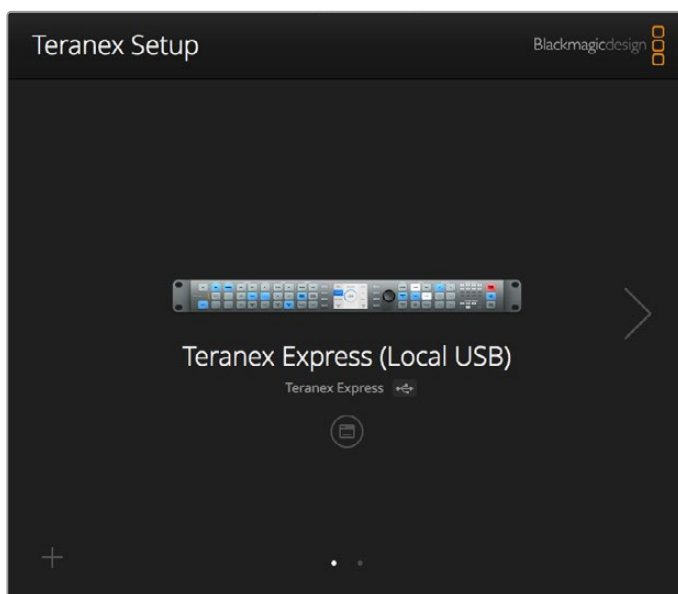 Teranex Setup
Blackmagicdesign
Teranex Express (Local USB)
Teranex Express